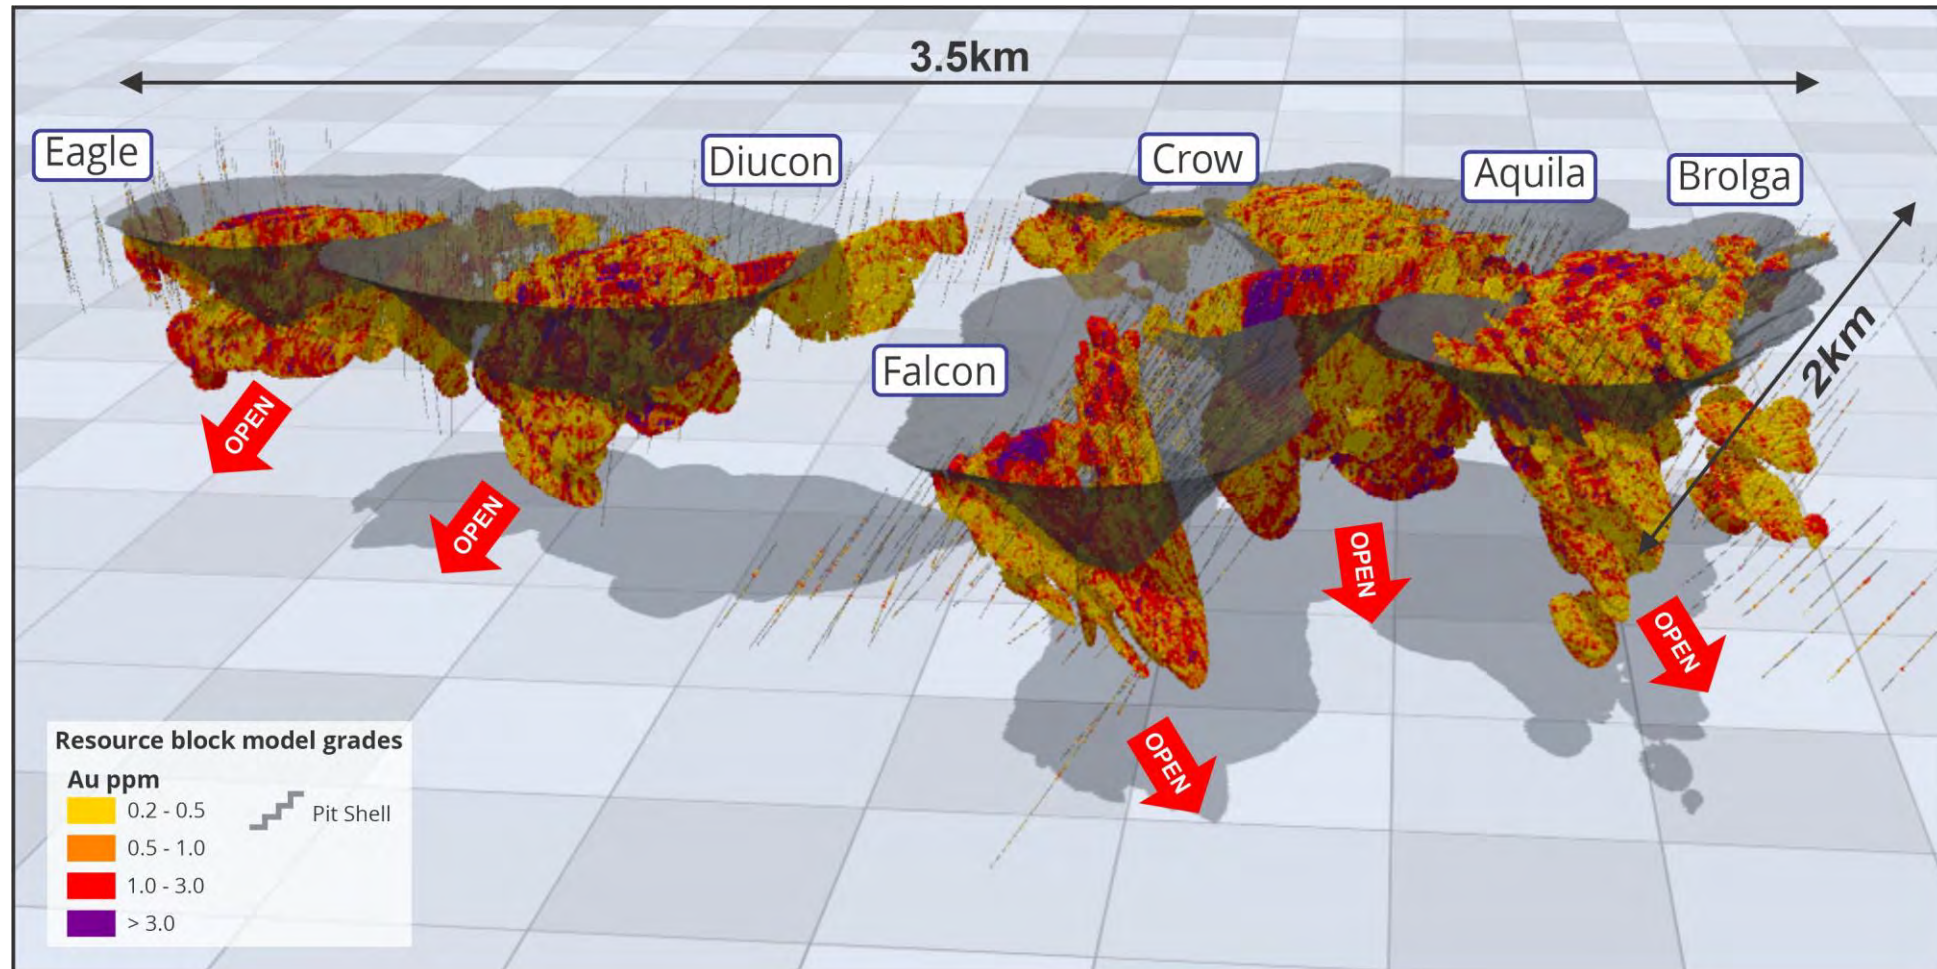 3.5km
Eagle
Diucon
Crow
Aquila
Brolga
2km
Falcon
OPEN
OPEN
OPEN
OPEN
OPEN
Resource block model grades
Au ppm
0.2 - 0.5
0.5 - 1.0
1.0 - 3.0
> 3.0
Pit Shell